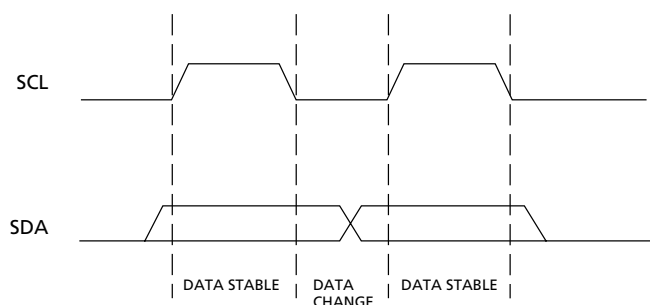 SCL
SDA
DATA STABLE
DATA
CHANGE
DATA STABLE